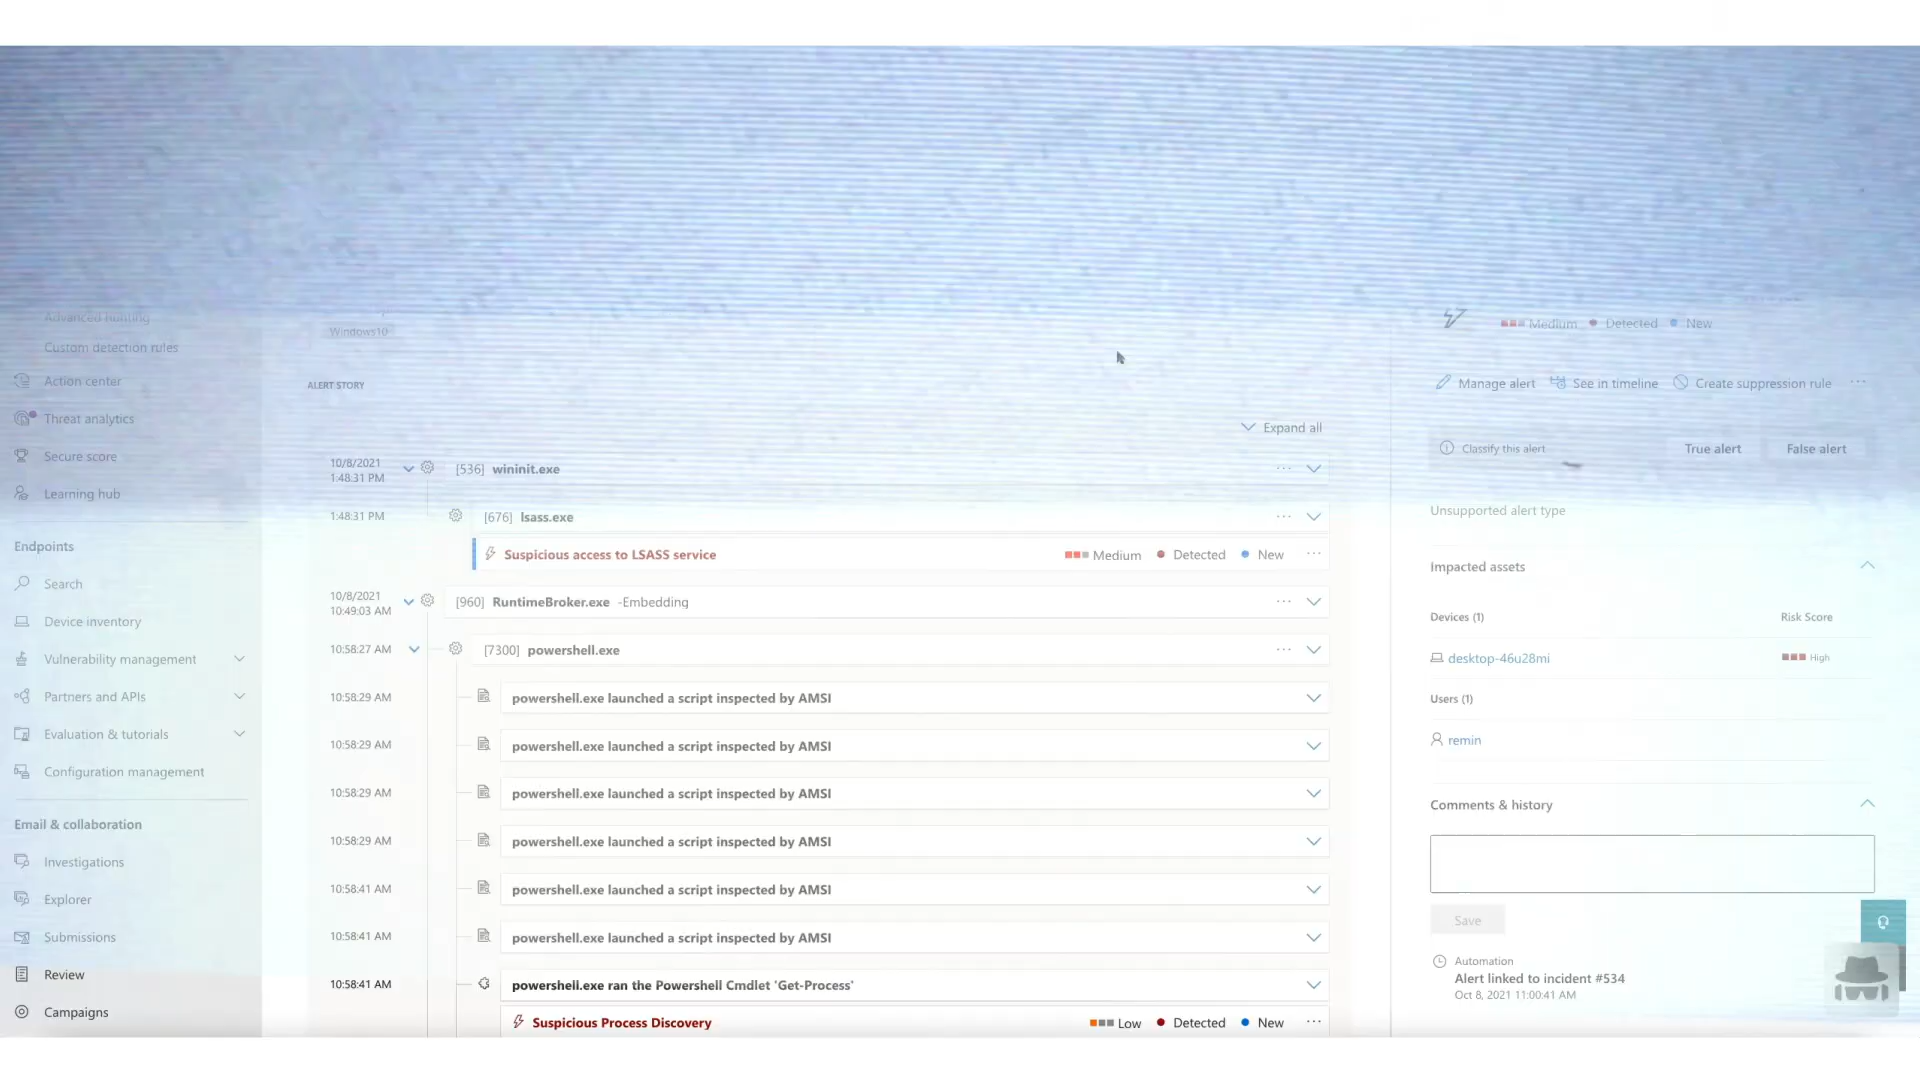 Advanced hunting
Custom detection rules
Action center
Threat analytics
Secure score
Learning hub
Endpoints
Search
Device inventory
Vulnerability management
Partners and APIs
Evaluation & tutorials
Configuration management
Email & collaboration
Investigations
Explorer
Submissions
Review
Campaigns
Windows10
ALERT STORY
Expand all
10/8/2021
1:48:31 PM
[536] wininit.exe
1:48:31 PM
[676] lsass.exe
Suspicious access to LSASS service
Medium
Detected
New
10/8/2021
10:49:03 AM
[960] RuntimeBroker.exe -Embedding
10:58:27 AM
[7300] powershell.exe
10:58:29 AM
powershell.exe launched a script inspected by AMSI
10:58:29 AM
powershell.exe launched a script inspected by AMSI
10:58:29 AM
powershell.exe launched a script inspected by AMSI
10:58:29 AM
powershell.exe launched a script inspected by AMSI
10:58:41 AM
powershell.exe launched a script inspected by AMSI
10:58:41 AM
powershell.exe launched a script inspected by AMSI
10:58:41 AM
powershell.exe ran the Powershell Cmdlet 'Get-Process'
Suspicious Process Discovery
Low
Detected
New
Medium
Detected
New
Manage alert
See in timeline
Create suppression rule
Classify this alert
True alert
False alert
Unsupported alert type
Impacted assets
Devices (1)
Risk Score
desktop-46u28mi
High
Users (1)
remin
Comments & history
Save
Automation
Alert linked to incident #534
Oct 8, 2021 11:00:41 AM